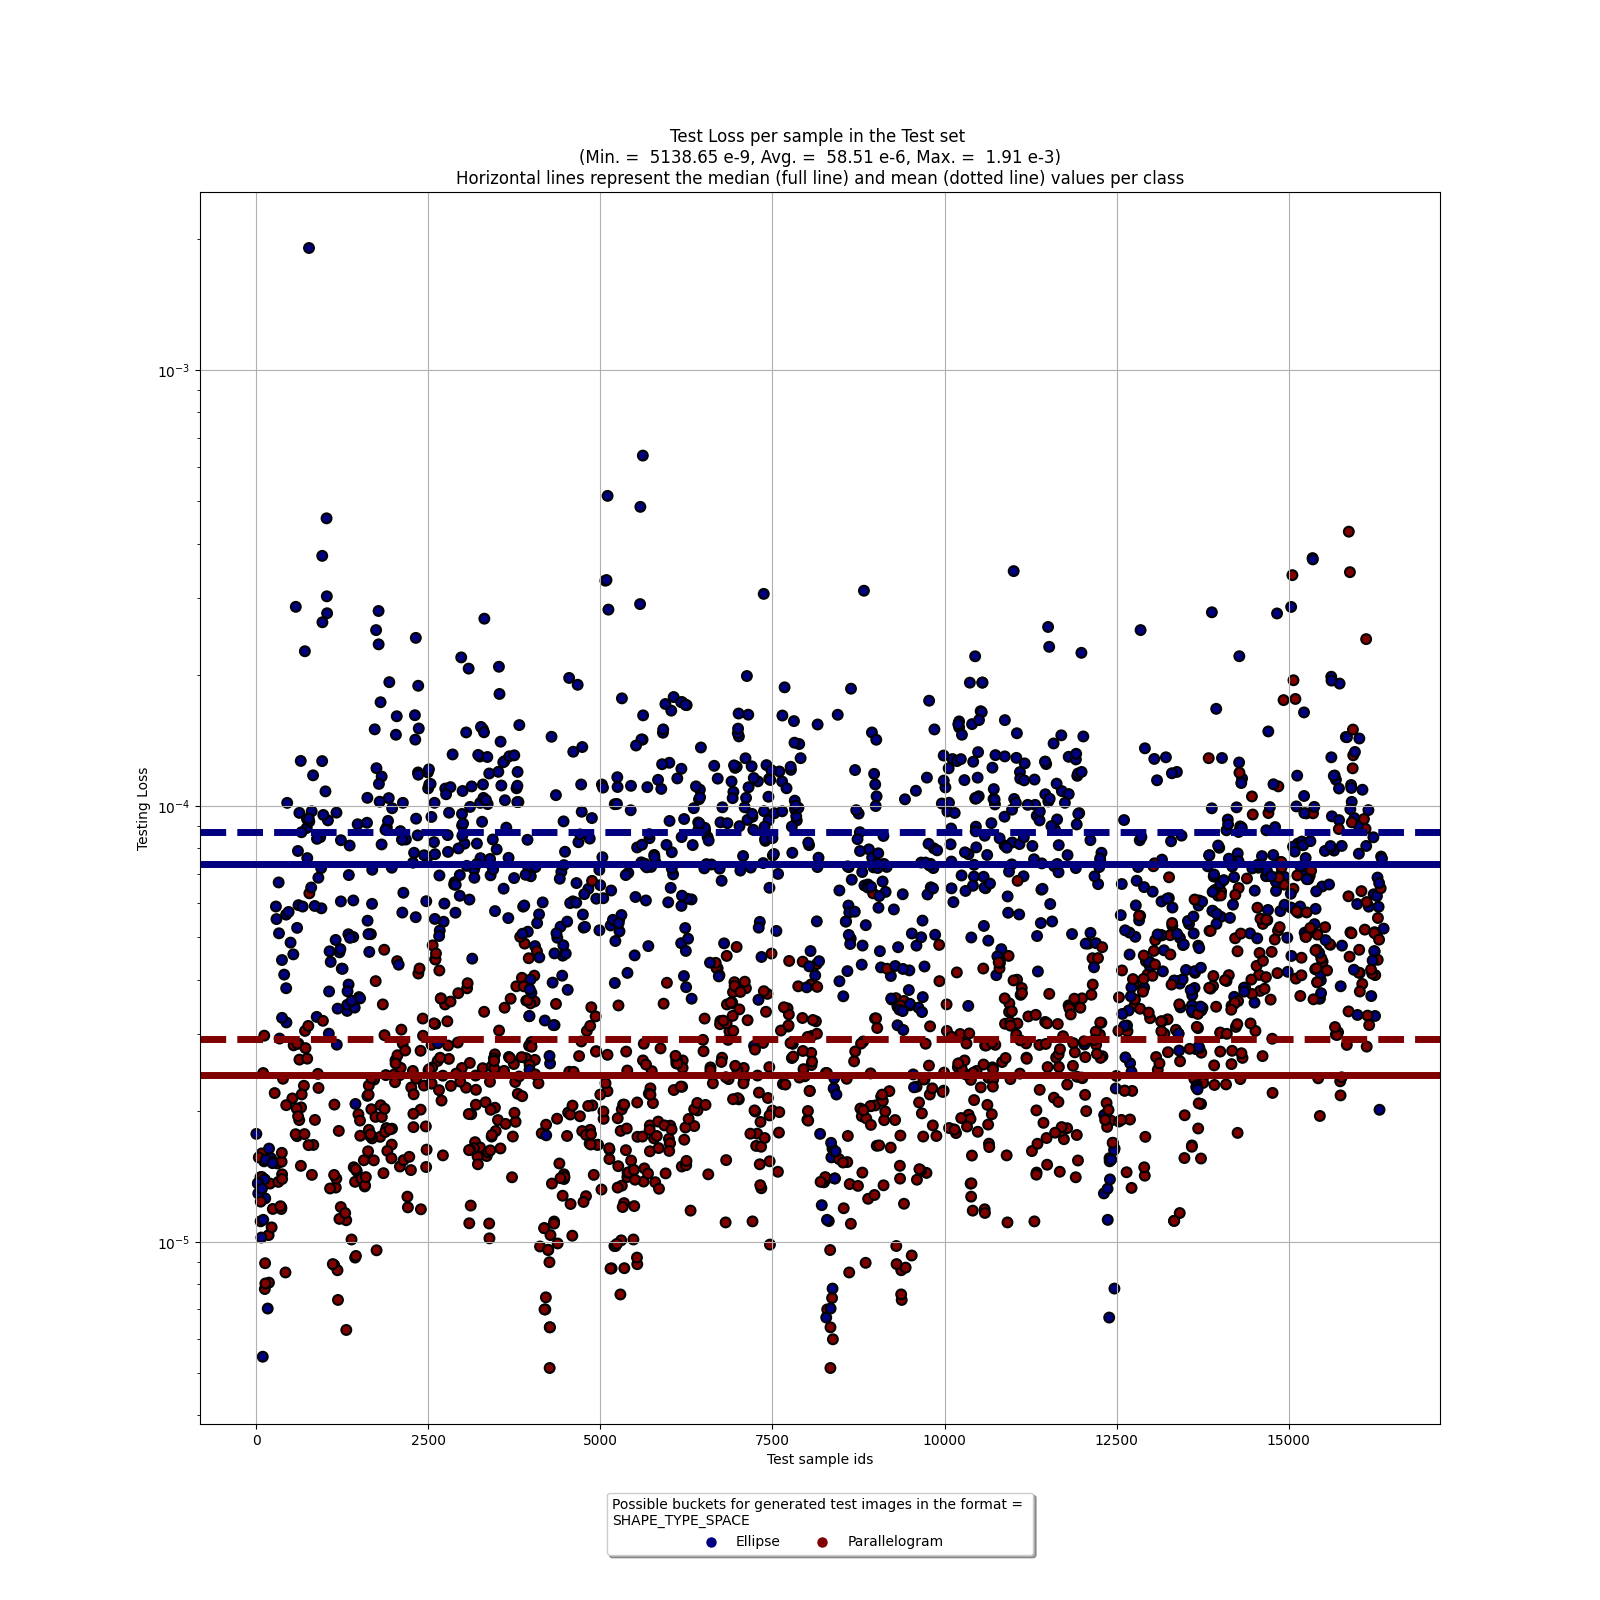 Test Loss per sample in the Test set
(Min. = 5138.65 e-9, Avg. = 58.51 e-6, Max. = 1.91 e-3)
Horizontal lines represent the median (full line) and mean (dotted line) values per class
Testing Loss
10⁻³
10⁻⁴
10⁻⁵
0 2500 5000 7500 10000 12500 15000
Test sample ids
Possible buckets for generated test images in the format =
SHAPE_TYPE_SPACE
Ellipse Parallelogram